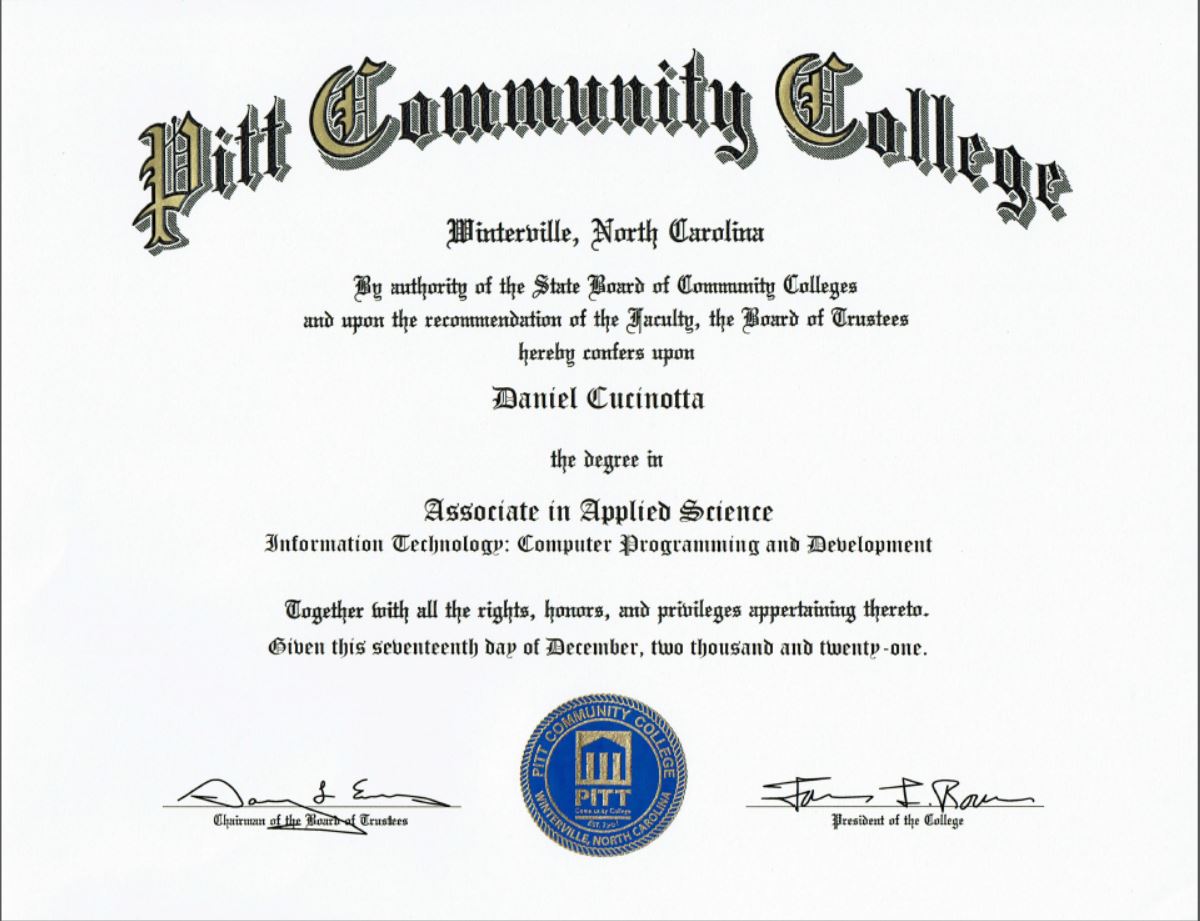 Pitt Community College
Winterville, North Carolina
By authority of the State Board of Community Colleges
and upon the recommendation of the Faculty, the Board of Trustees
hereby confers upon
Daniel Cucinotta
the degree in
Associate in Applied Science
Information Technology: Computer Programming and Development
Together with all the rights, honors, and privileges appertaining thereto.
Given this seventeenth day of December, two thousand and twenty-one.
PITT COMMUNITY COLLEGE
PITT
Community College
EST. 1961
WINTERVILLE, NORTH CAROLINA
Chairman of the Board of Trustees
President of the College